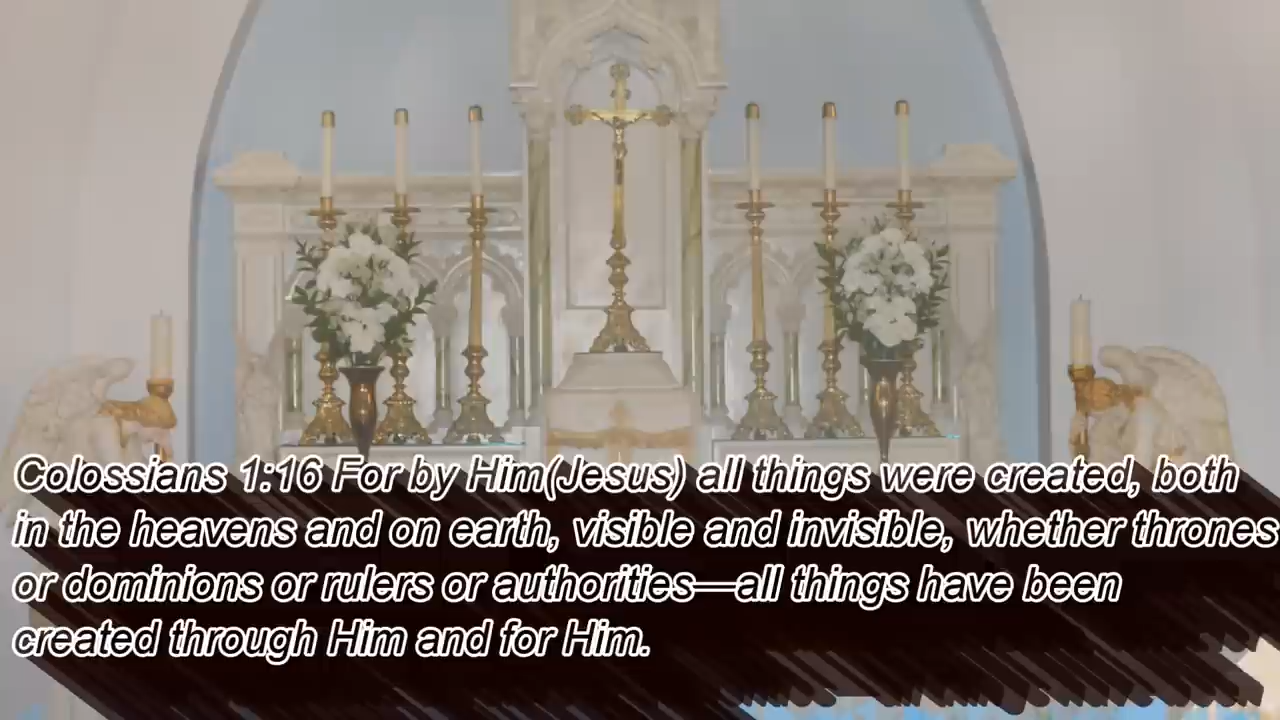 Colossians 1:16 For by Him(Jesus) all things were created, both
in the heavens and on earth, visible and invisible, whether thrones
or dominions or rulers or authorities—all things have been
created through Him and for Him.